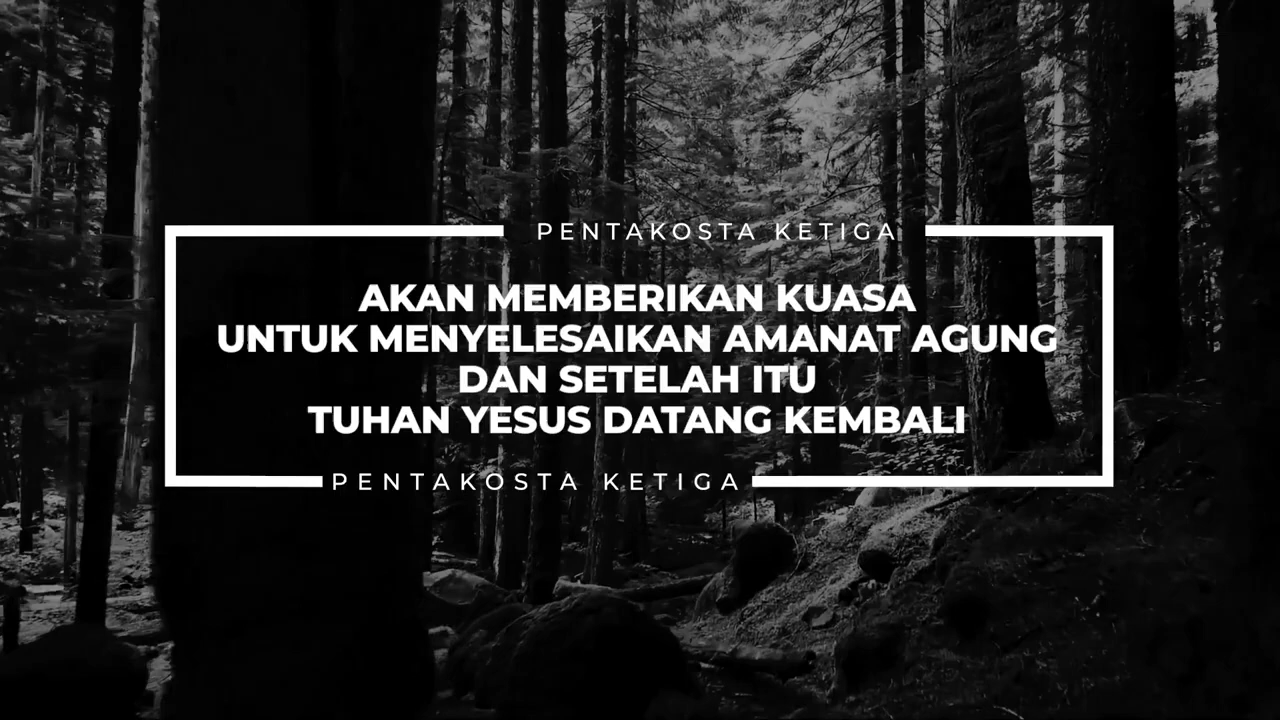 PENTAKOSTA KETIGA
AKAN MEMBERIKAN KUASA
UNTUK MENYELESAIKAN AMANAT AGUNG
DAN SETELAH ITU
TUHAN YESUS DATANG KEMBALI
PENTAKOSTA KETIGA